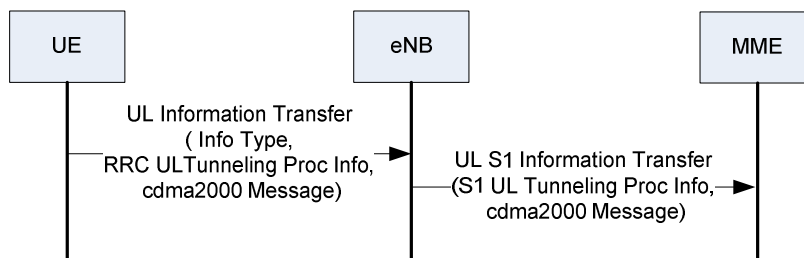 UE
eNB
MME
UL Information Transfer
( Info Type,
RRC ULTunneling Proc Info,
cdma2000 Message)
UL S1 Information Transfer
(S1 UL Tunneling Proc Info,
cdma2000 Message)